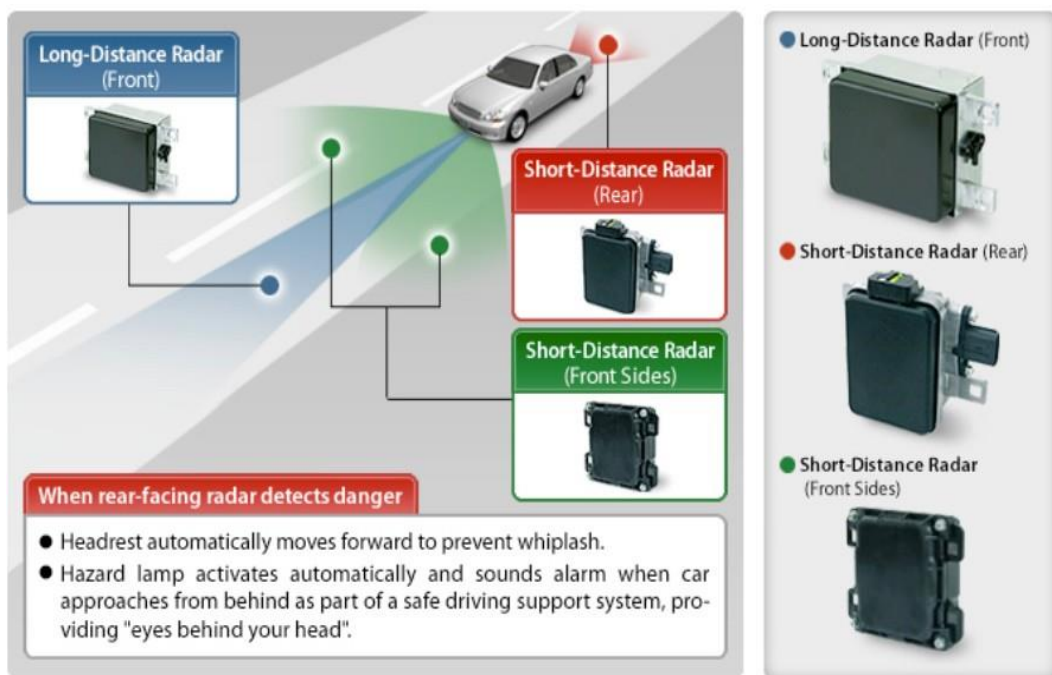 Long-Distance Radar
(Front)
Short-Distance Radar
(Rear)
Short-Distance Radar
(Front Sides)
When rear-facing radar detects danger
● Headrest automatically moves forward to prevent whiplash.
● Hazard lamp activates automatically and sounds alarm when car
approaches from behind as part of a safe driving support system, pro-
viding "eyes behind your head".
Long-Distance Radar (Front)
Short-Distance Radar (Rear)
Short-Distance Radar
(Front Sides)